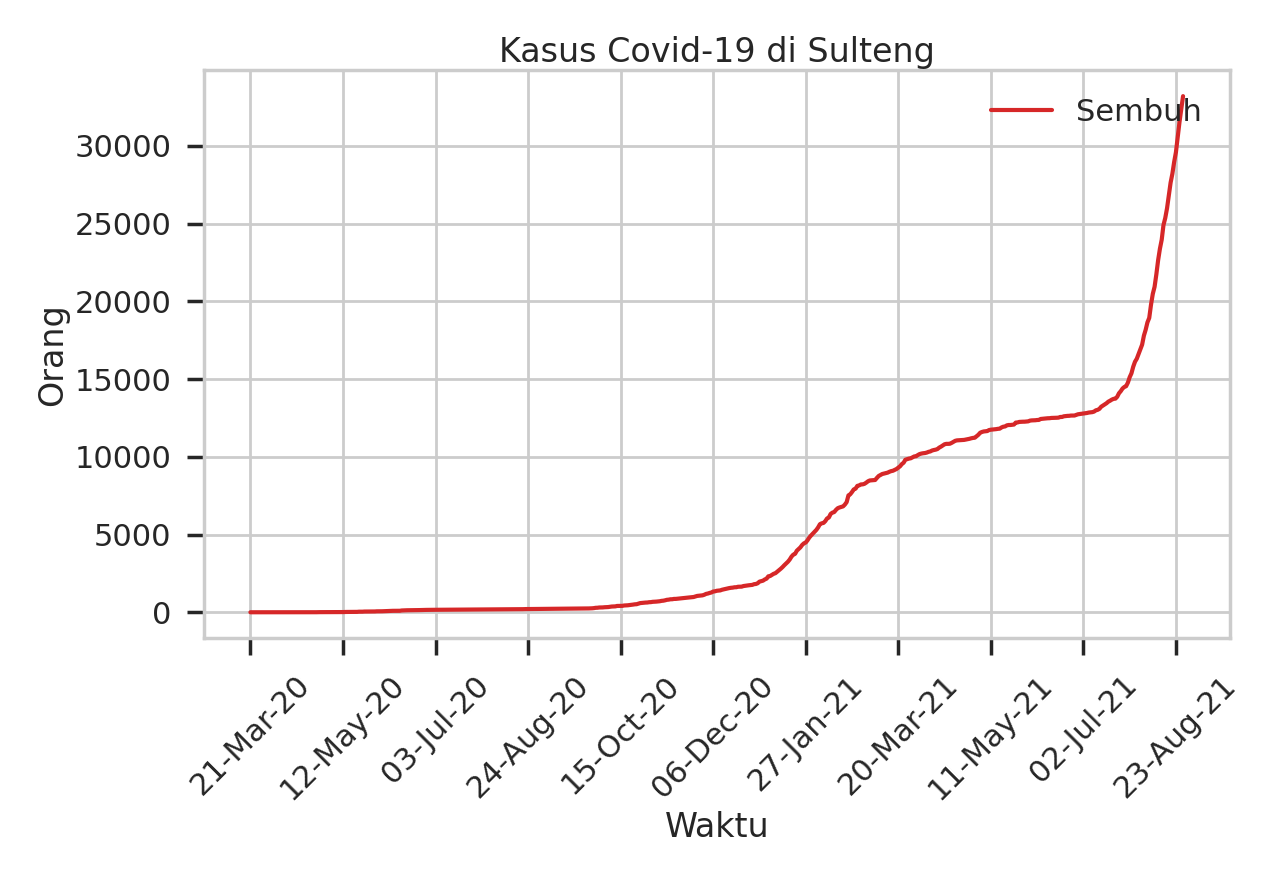 Kasus Covid-19 di Sulteng
Sembuh
30000
25000
20000
15000
10000
5000
0
Orang
21-Mar-20
12-May-20
03-Jul-20
24-Aug-20
15-Oct-20
06-Dec-20
27-Jan-21
20-Mar-21
11-May-21
02-Jul-21
23-Aug-21
Waktu